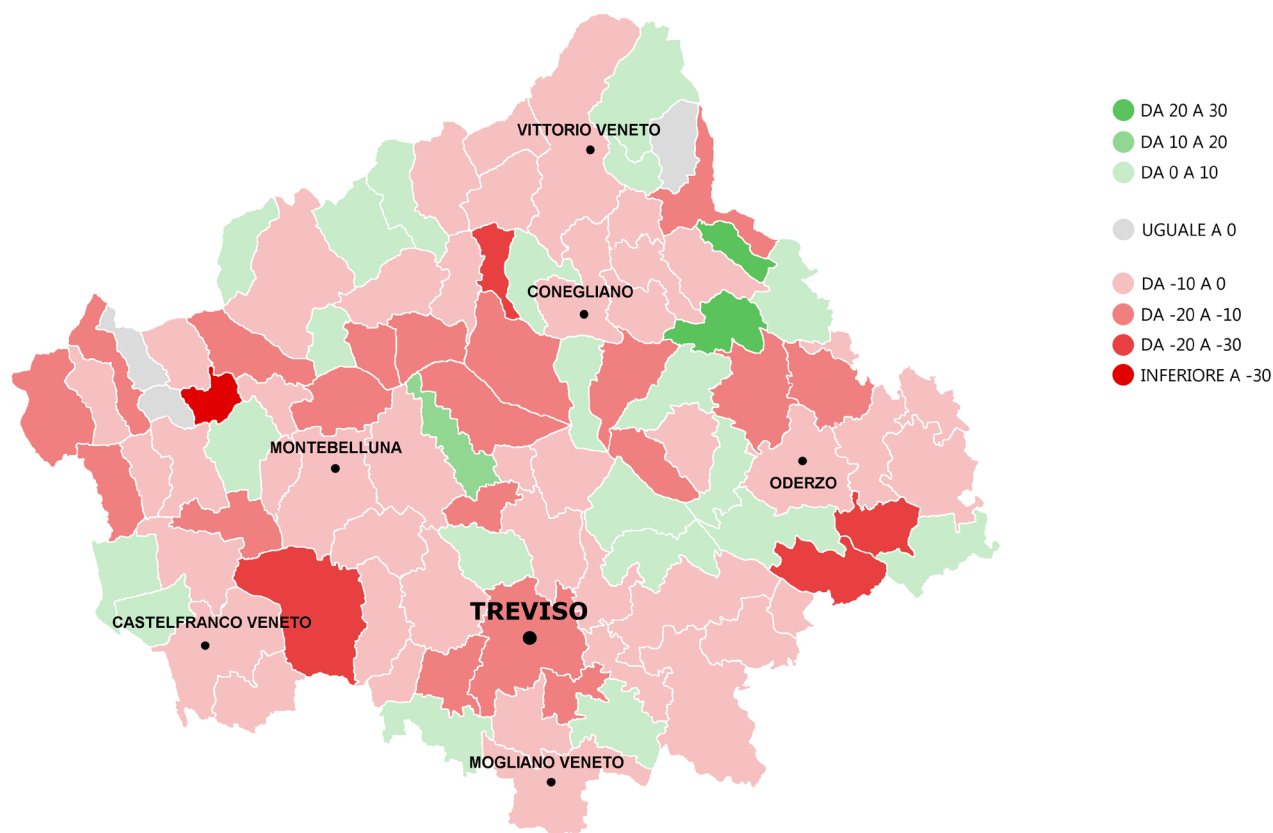 VITTORIO VENETO
CONEGLIANO
MONTEBELLUNA
ODERZO
TREVISO
CASTELFRANCO VENETO
MOGLIANO VENETO
DA 20 A 30
DA 10 A 20
DA 0 A 10
UGUALE A 0
DA -10 A 0
DA -20 A -10
DA -20 A -30
INFERIORE A -30